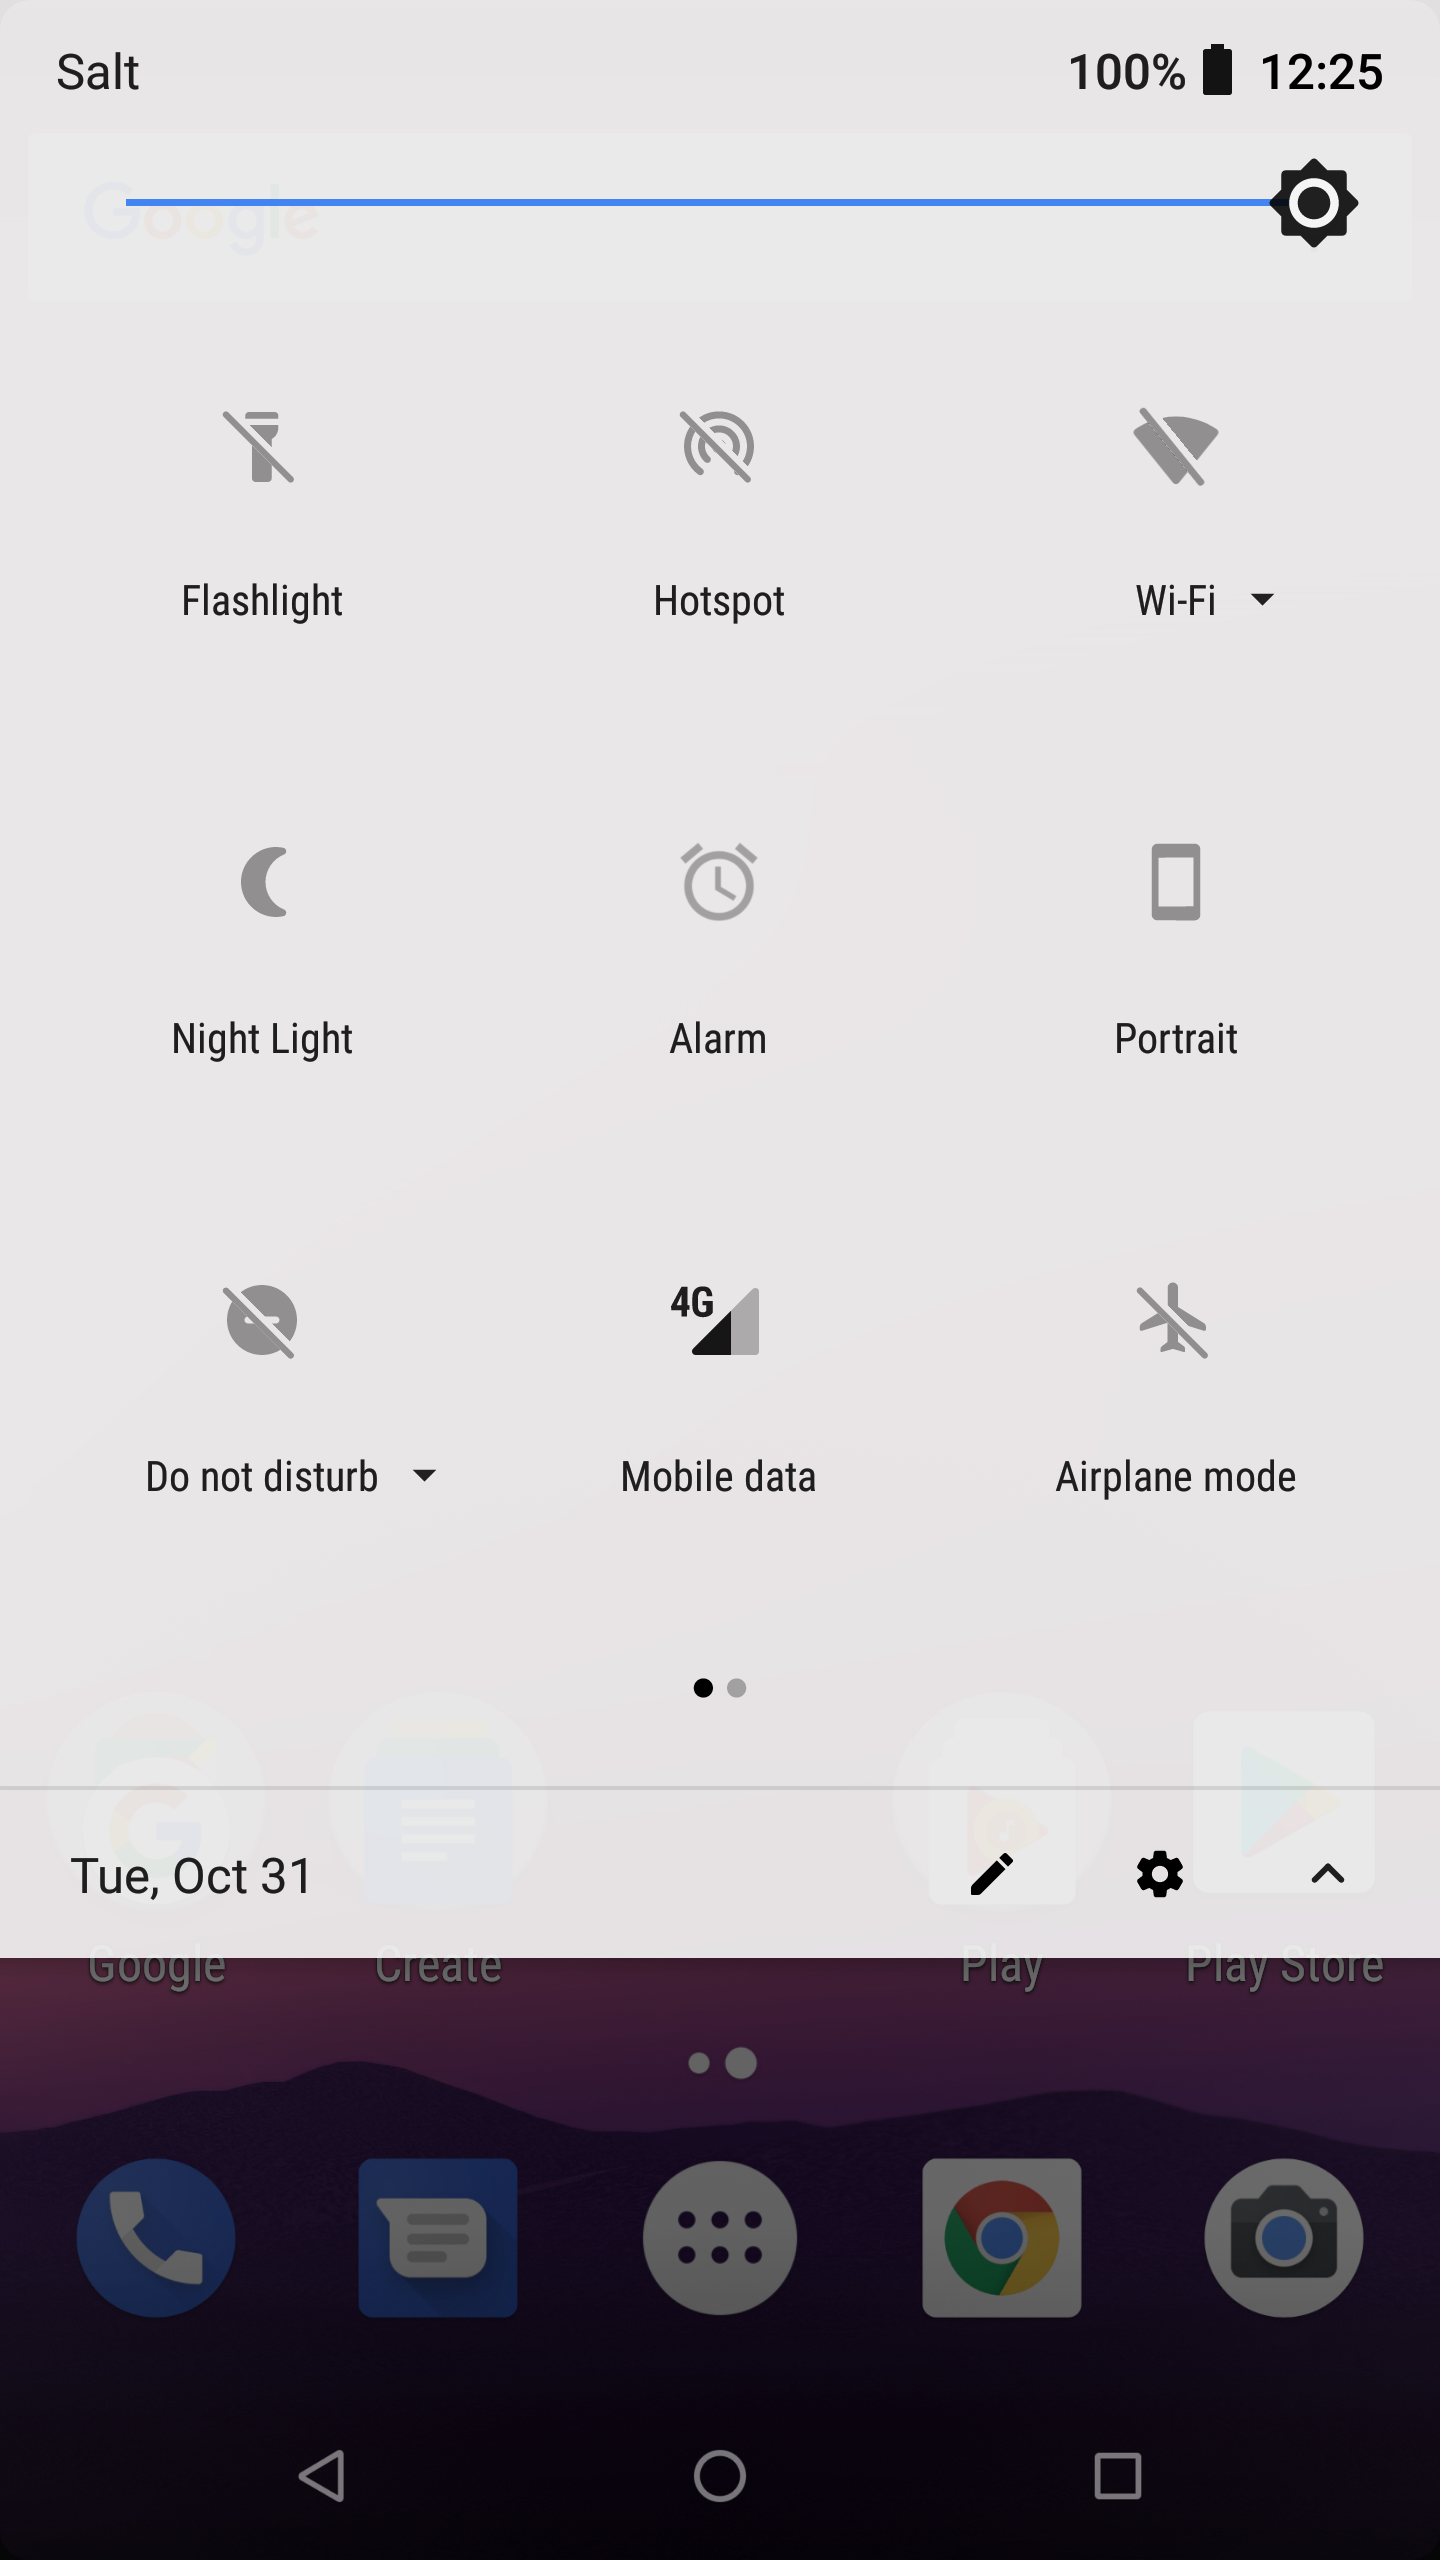 Salt 100% 12:25
Google
Flashlight Hotspot Wi-Fi
Night Light Alarm Portrait
4G
Do not disturb Mobile data Airplane mode
Tue, Oct 31
Google Create Play Play Store